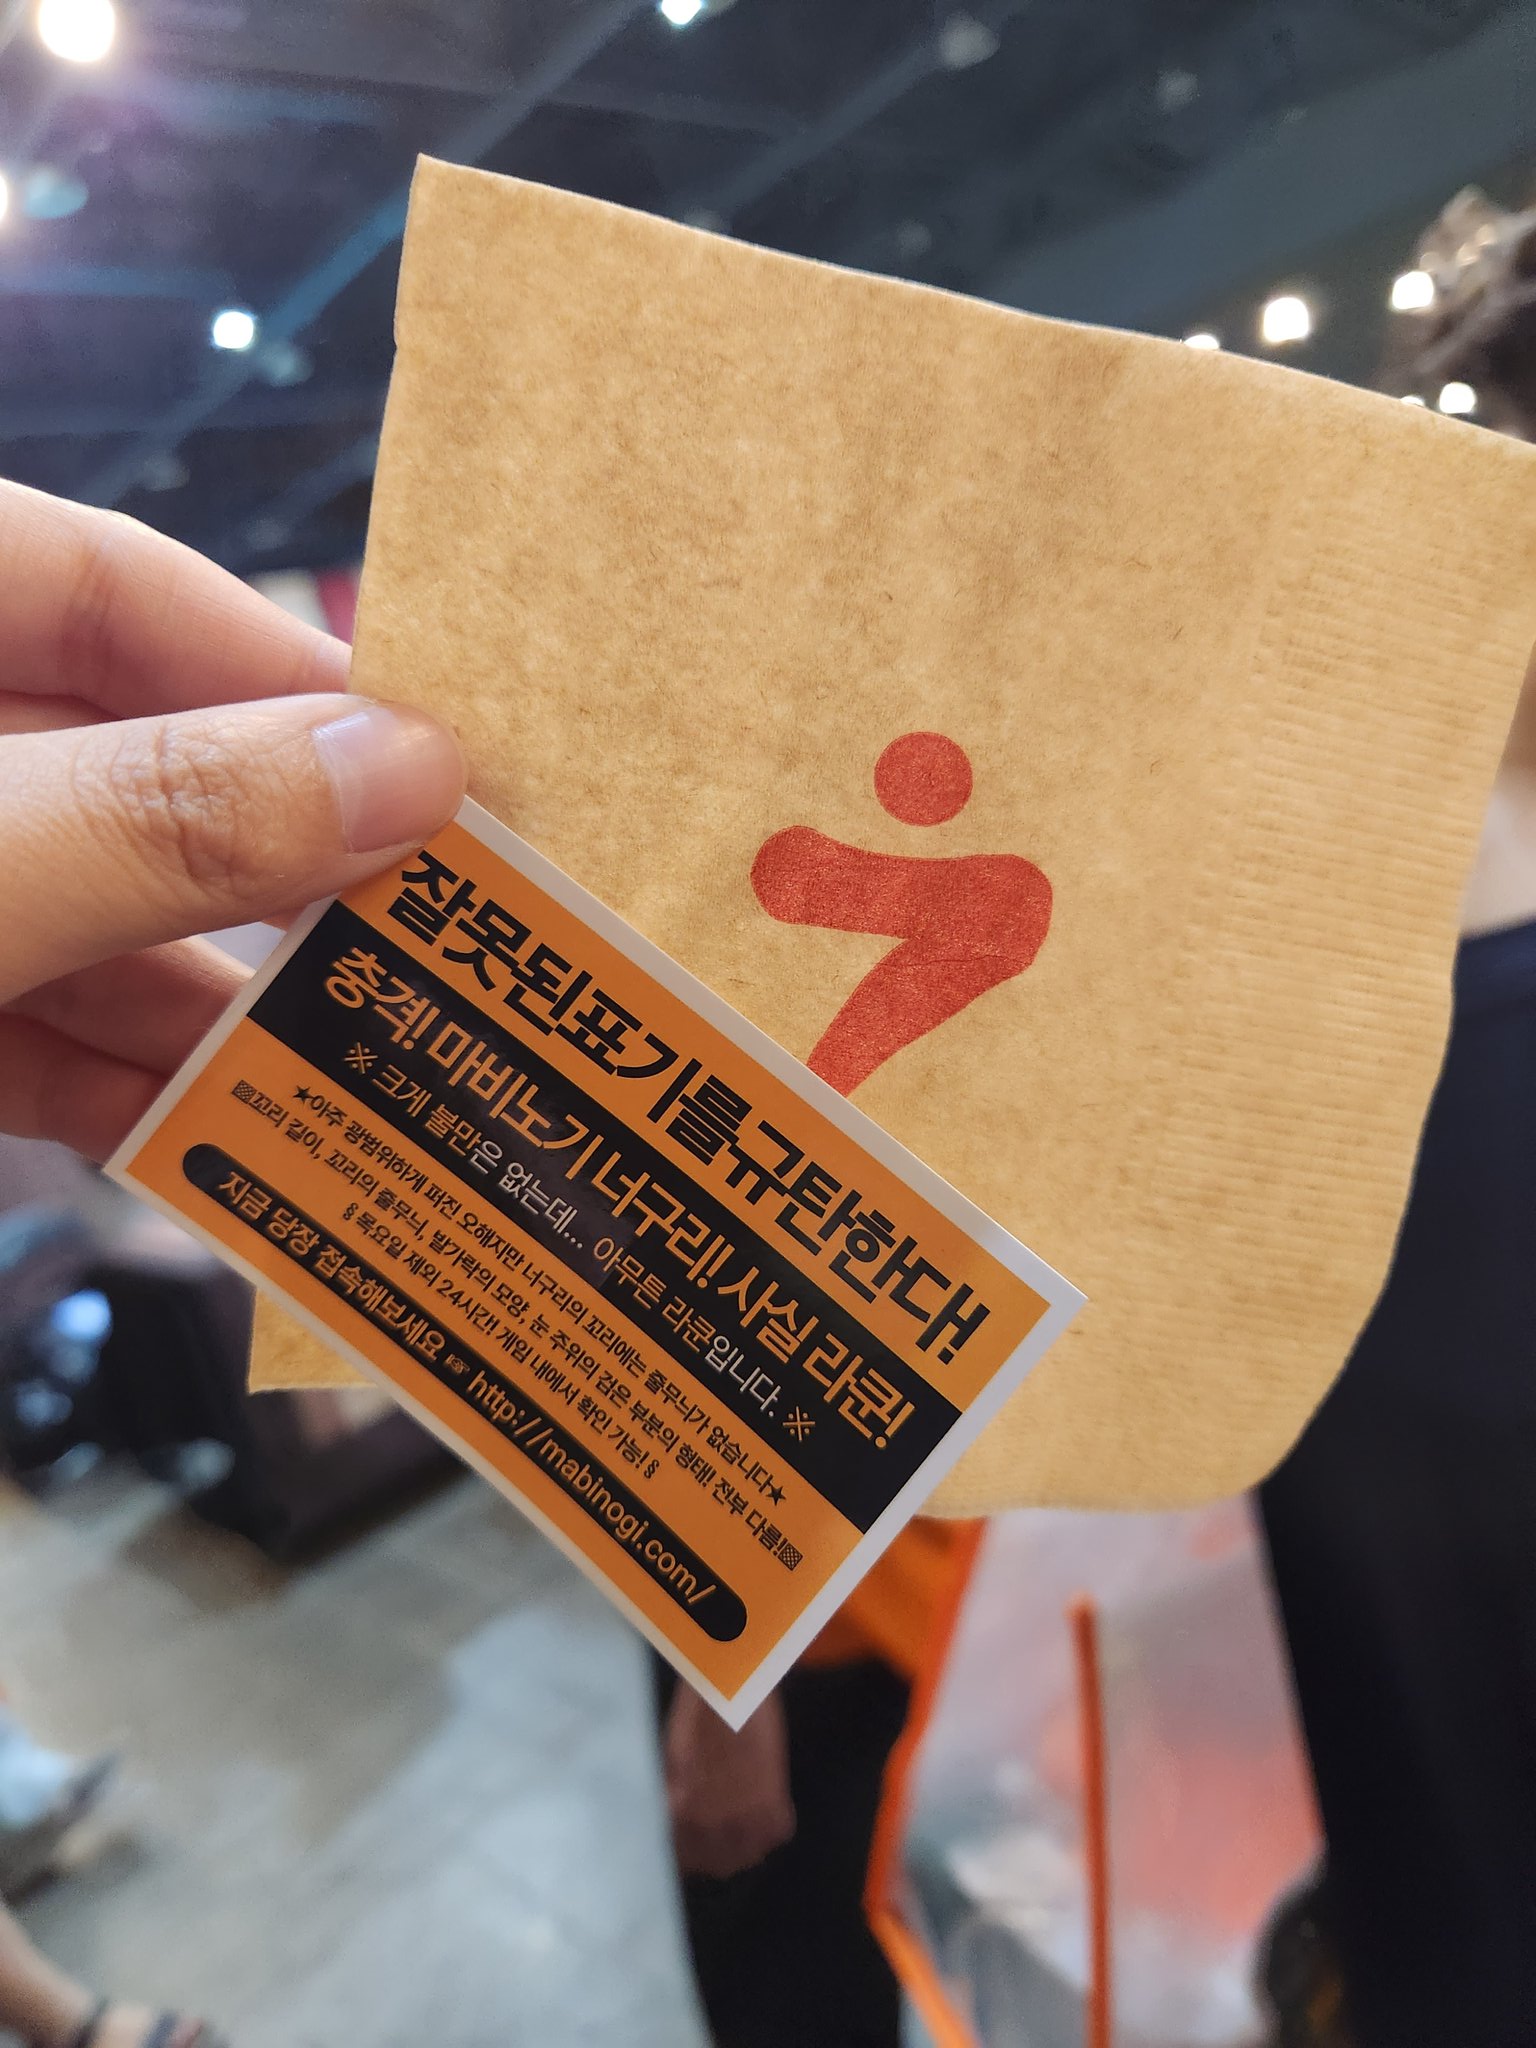 잘못된표기를규탄한다!
충격! 마비노기 너구리! 사실 라쿤!
※ 크게 불만은 없는데... 아무튼 라쿤입니다. ※
★아주 광범위하게 퍼진 오해지만 너구리의 꼬리에는 줄무늬가 없습니다★
▩꼬리 길이, 꼬리의 줄무늬, 발가락의 모양, 눈 주위의 검은 부분의 형태! 전부 다름!▩
§목요일 제외 24시간! 게임 내에서 확인 가능!§
지금 당장 접속해보세요 ☞ http://mabinogi.com/